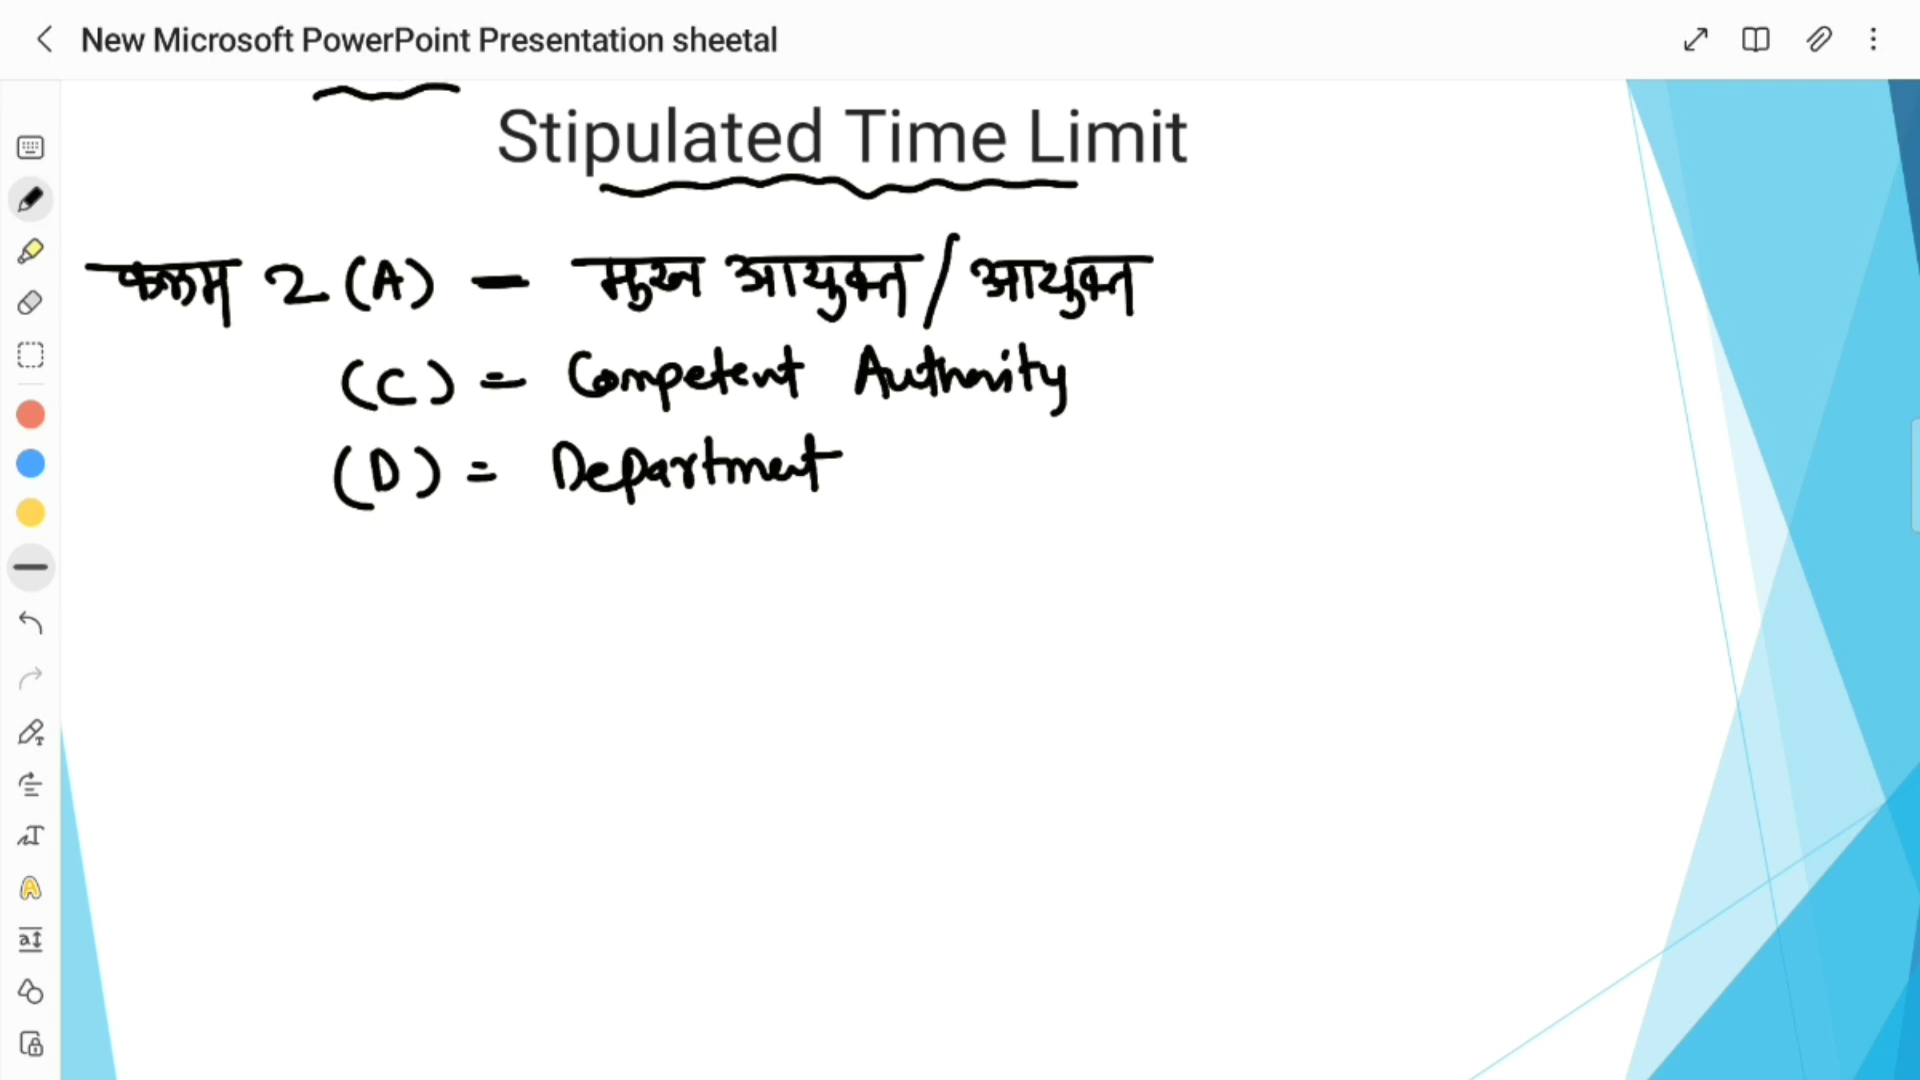 New Microsoft PowerPoint Presentation sheetal
Stipulated Time Limit
कलम 2 (A) - मुख्य आयुक्त / आयुक्त
(C) = Competent Authority
(D) = Department